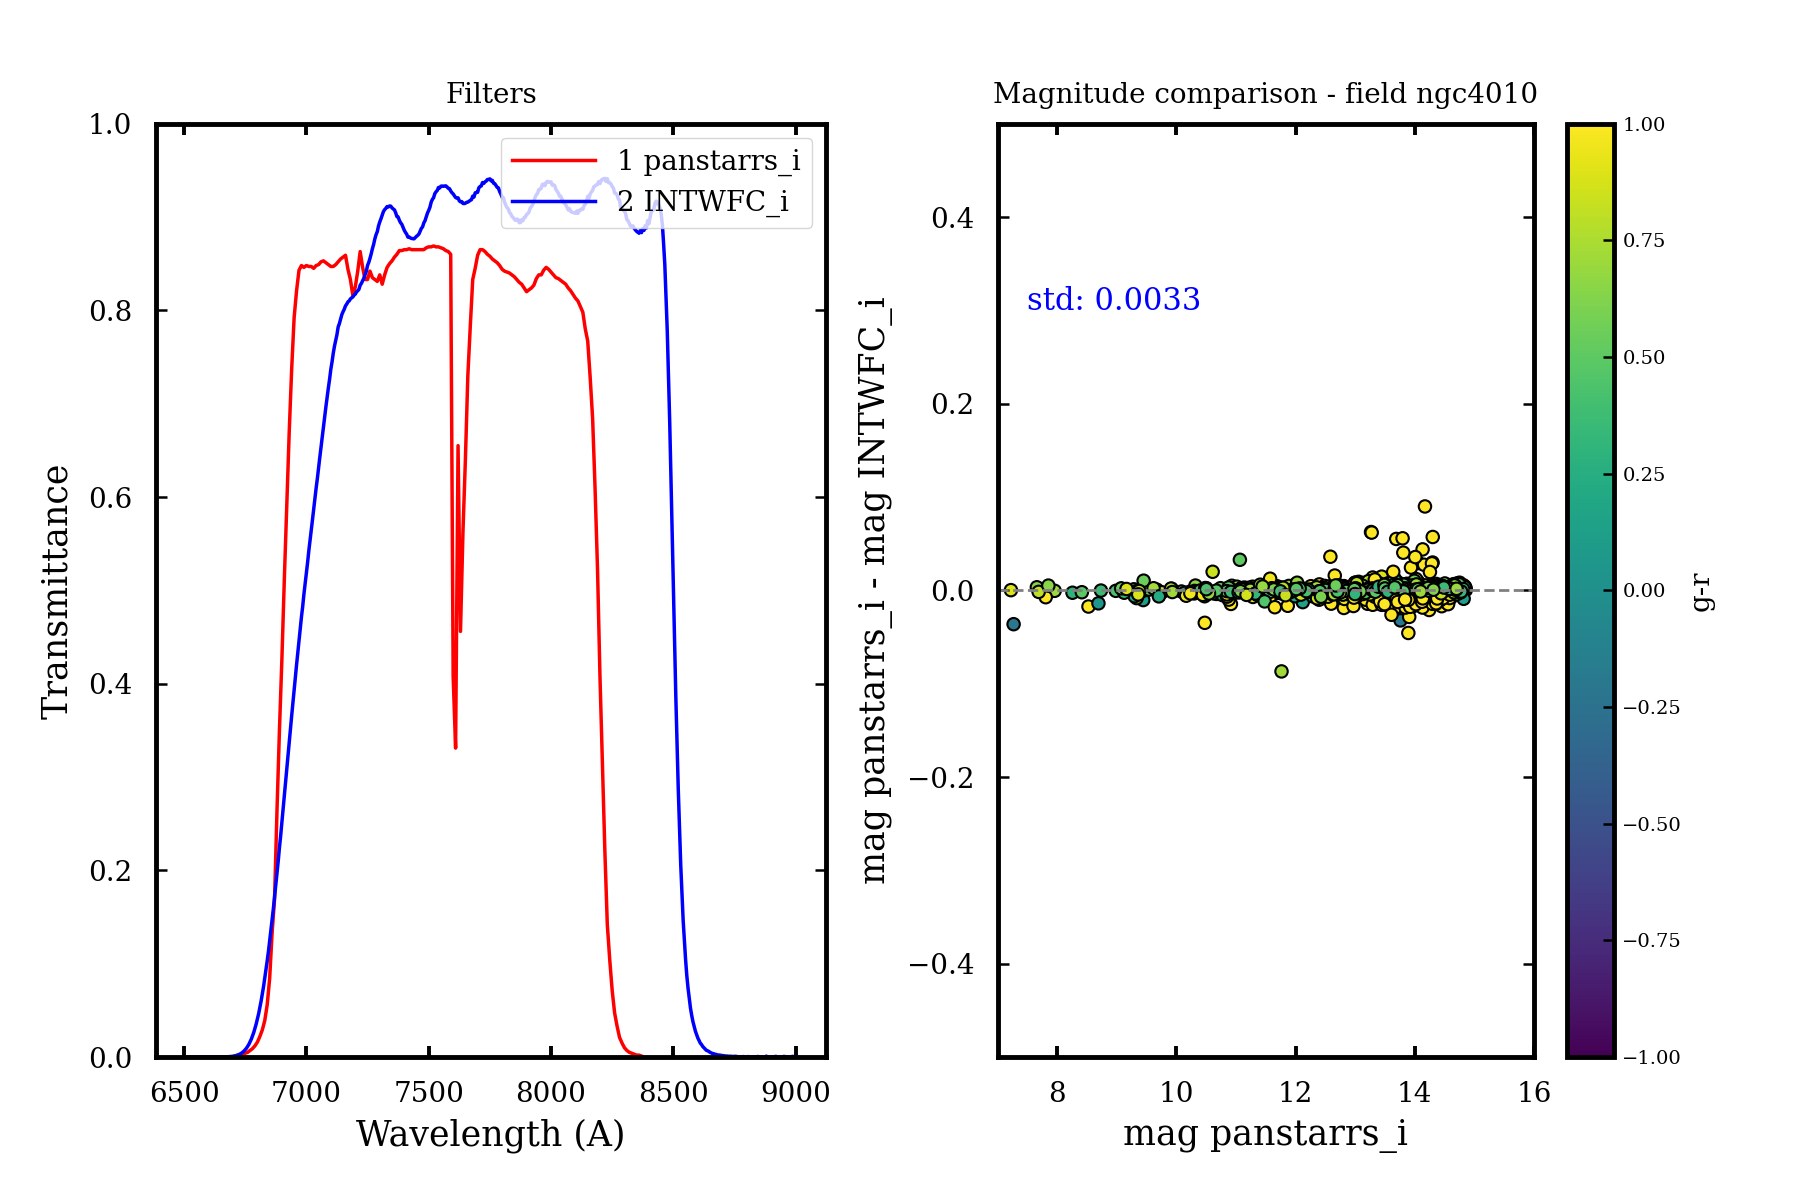 Filters
1.0
0.8
0.6
0.4
0.2
0.0
Transmittance
1 panstarrs_i
2 INTWFC_i
6500 7000 7500 8000 8500 9000
Wavelength (A)
Magnitude comparison - field ngc4010
0.4
0.2
0.0
−0.2
−0.4
mag panstarrs_i - mag INTWFC_i
std: 0.0033
8 10 12 14 16
mag panstarrs_i
1.00
0.75
0.50
0.25
0.00
−0.25
−0.50
−0.75
−1.00
g-r